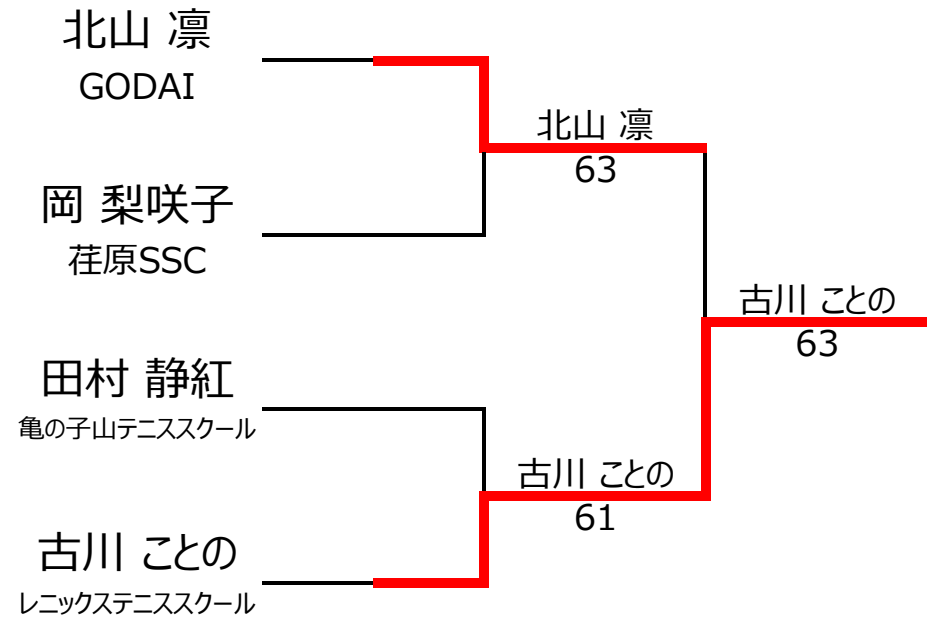 北山 凛
GODAI
岡 梨咲子
荏原SSC
田村 静紅
亀の子山テニススクール
古川 ことの
レニックステニススクール
北山 凛
63
古川 ことの
61
古川 ことの
63